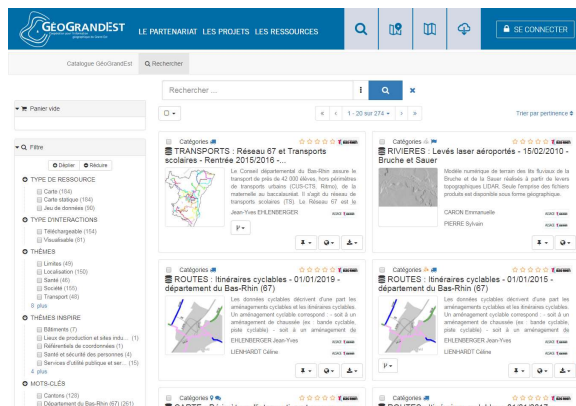 GÉOGRANDEST
LE PARTENARIAT LES PROJETS LES RESSOURCES
SE CONNECTER
Catalogue GéoGrandEst
Rechercher
Rechercher ...
Panier vide
1 - 20 sur 274
Trier par pertinence
Filtre
Déplier
Réduire
TYPE DE RESSOURCE
Carte (184)
Carte statique (184)
Jeu de données (90)
TYPE D'INTERACTIONS
Téléchargeable (154)
Visualisable (81)
THÈMES
Limites (49)
Localisation (150)
Santé (46)
Société (155)
Transport (48)
8 plus
THÈMES INSPIRE
Bâtiments (7)
Lieux de production et sites indu... (1)
Référentiels de coordonnées (1)
Santé et sécurité des personnes (4)
Services d'utilité publique et ser... (15)
4 plus
MOTS-CLÉS
Cantons (128)
Département du Bas-Rhin (67) (261)
Catégories
TRANSPORTS : Réseau 67 et Transports
scolaires - Rentrée 2015/2016 -...
Le Conseil départemental du Bas-Rhin assure le
transport de près de 42 000 élèves, hors périmètres
de transports urbains (CUS-CTS, Ritmo), de la
maternelle au baccalauréat. Il s'agit du réseau de
transports scolaires (TS). Le Réseau 67 est le
Jean-Yves EHLENBERGER
Catégories
RIVIERES : Levés laser aéroportés - 15/02/2010 -
Bruche et Sauer
Modèle numérique de terrain des lits fluviaux de la
Bruche et de la Sauer réalisés à partir de levers
topographiques LIDAR. Seule l'emprise des fichiers
produits est disponible sous forme géographique.
CARON Emmanuelle
PIERRE Sylvain
Catégories
ROUTES : Itinéraires cyclables - 01/01/2019 -
département du Bas-Rhin (67)
Les données cyclables décrivent d'une part les
aménagements cyclables et les itinéraires cyclables.
Un aménagement cyclable correspond : - soit à un
aménagement de chaussée (ex : bande cyclable,
piste cyclable) - soit à un aménagement de
EHLENBERGER Jean-Yves
LIENHARDT Céline
Catégories
ROUTES : Itinéraires cyclables - 01/01/2015 -
département du Bas-Rhin (67)
Les données cyclables décrivent d'une part les
aménagements cyclables et les itinéraires cyclables.
Un aménagement cyclable correspond : - soit à un
aménagement de chaussée (ex : bande cyclable,
piste cyclable) - soit à un aménagement de
EHLENBERGER Jean-Yves
LIENHARDT Céline
Catégories
Catégories